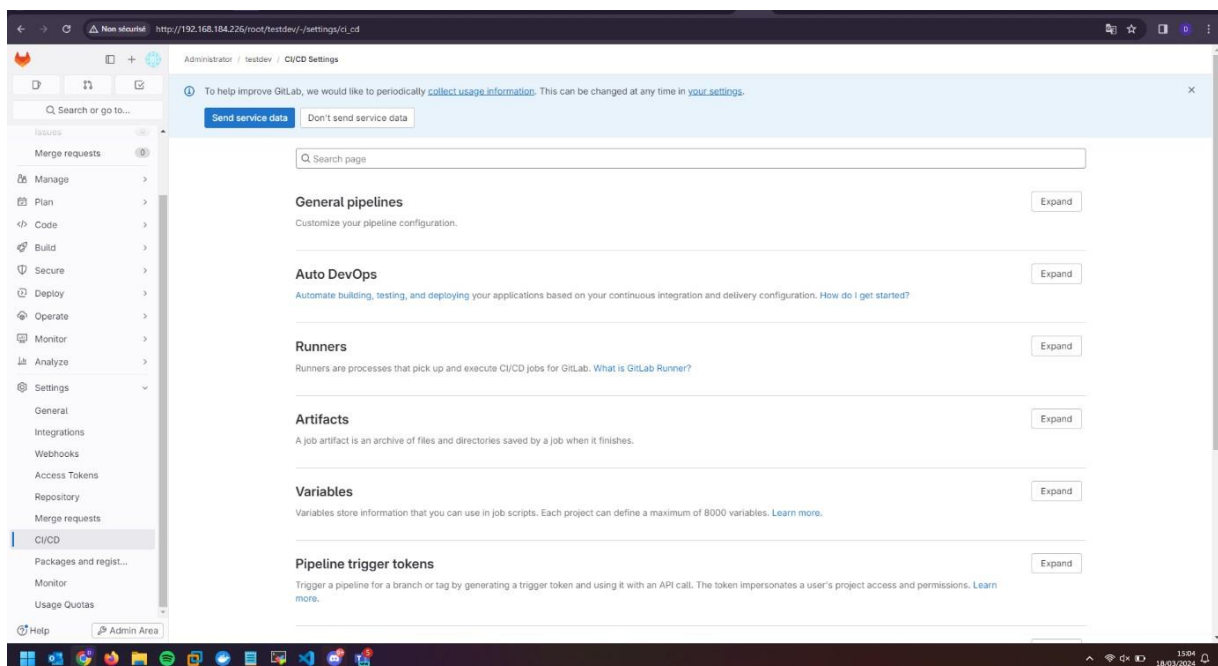 Non sécurisé http://192.168.184.226/root/testdev/-/settings/ci_cd
Administrator / testdev / CI/CD Settings
To help improve GitLab, we would like to periodically collect usage information. This can be changed at any time in your settings.
Send service data Don't send service data
Search or go to...
Issues
Merge requests 0
Manage
Plan
Code
Build
Secure
Deploy
Operate
Monitor
Analyze
Settings
General
Integrations
Webhooks
Access Tokens
Repository
Merge requests
CI/CD
Packages and regist...
Monitor
Usage Quotas
Help Admin Area
Search page
General pipelines Expand
Customize your pipeline configuration.
Auto DevOps Expand
Automate building, testing, and deploying your applications based on your continuous integration and delivery configuration. How do I get started?
Runners Expand
Runners are processes that pick up and execute CI/CD jobs for GitLab. What is GitLab Runner?
Artifacts Expand
A job artifact is an archive of files and directories saved by a job when it finishes.
Variables Expand
Variables store information that you can use in job scripts. Each project can define a maximum of 8000 variables. Learn more.
Pipeline trigger tokens Expand
Trigger a pipeline for a branch or tag by generating a trigger token and using it with an API call. The token impersonates a user's project access and permissions. Learn
more.
15:04
18/03/2024